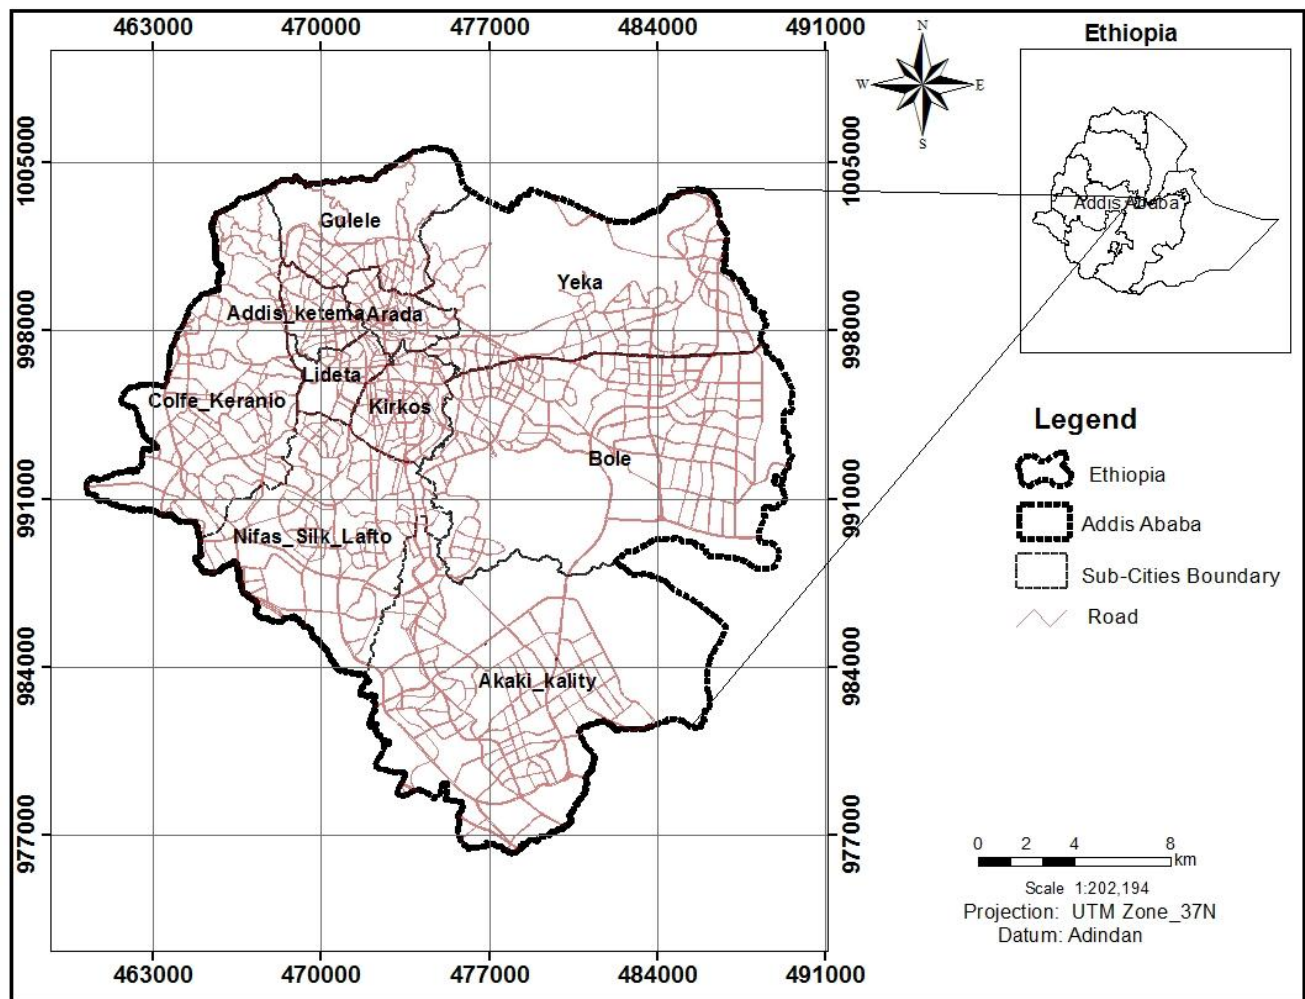 463000 470000 477000 484000 491000
Ethiopia
N
W E
S
1005000 1005000
Gulele
Addis Ababa
Yeka
Addis_ketema Arada
998000 998000
Lideta
Colfe_Keranio
Kirkos
Legend
Bole
Ethiopia
991000 991000
Addis Ababa
Nifas_Silk_Lafto
Sub-Cities Boundary
Road
984000 984000
Akaki_kality
977000 977000
0 2 4 8
km
Scale 1:202,194
Projection: UTM Zone_37N
Datum: Adindan
463000 470000 477000 484000 491000